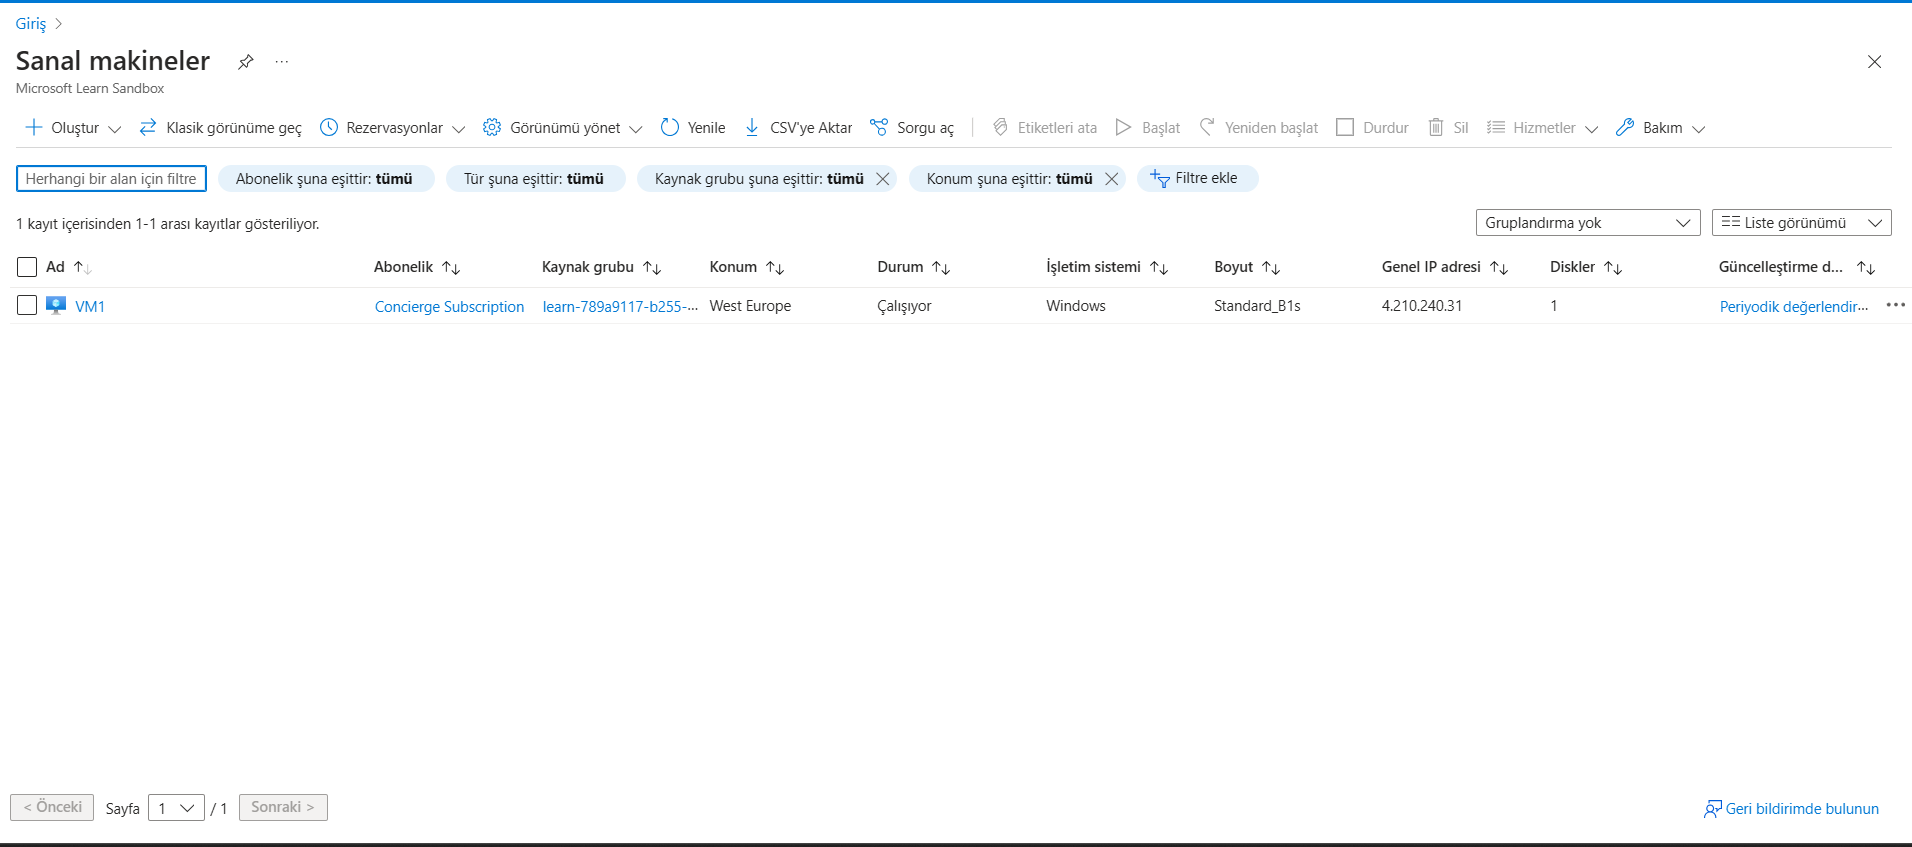 Giriş >
Sanal makineler ...
Microsoft Learn Sandbox
Oluştur Klasik görünüme geç Rezervasyonlar Görünümü yönet Yenile CSV'ye Aktar Sorgu aç Etiketleri ata Başlat Yeniden başlat Durdur Sil Hizmetler Bakım
Herhangi bir alan için filtre Abonelik şuna eşittir: tümü Tür şuna eşittir: tümü Kaynak grubu şuna eşittir: tümü Konum şuna eşittir: tümü Filtre ekle
1 kayıt içerisinden 1-1 arası kayıtlar gösteriliyor. Gruplandırma yok Liste görünümü
Ad Abonelik Kaynak grubu Konum Durum İşletim sistemi Boyut Genel IP adresi Diskler Güncelleştirme d...
VM1 Concierge Subscription learn-789a9117-b255-... West Europe Çalışıyor Windows Standard_B1s 4.210.240.31 1 Periyodik değerlendir... ...
< Önceki Sayfa 1 / 1 Sonraki > Geri bildirimde bulunun